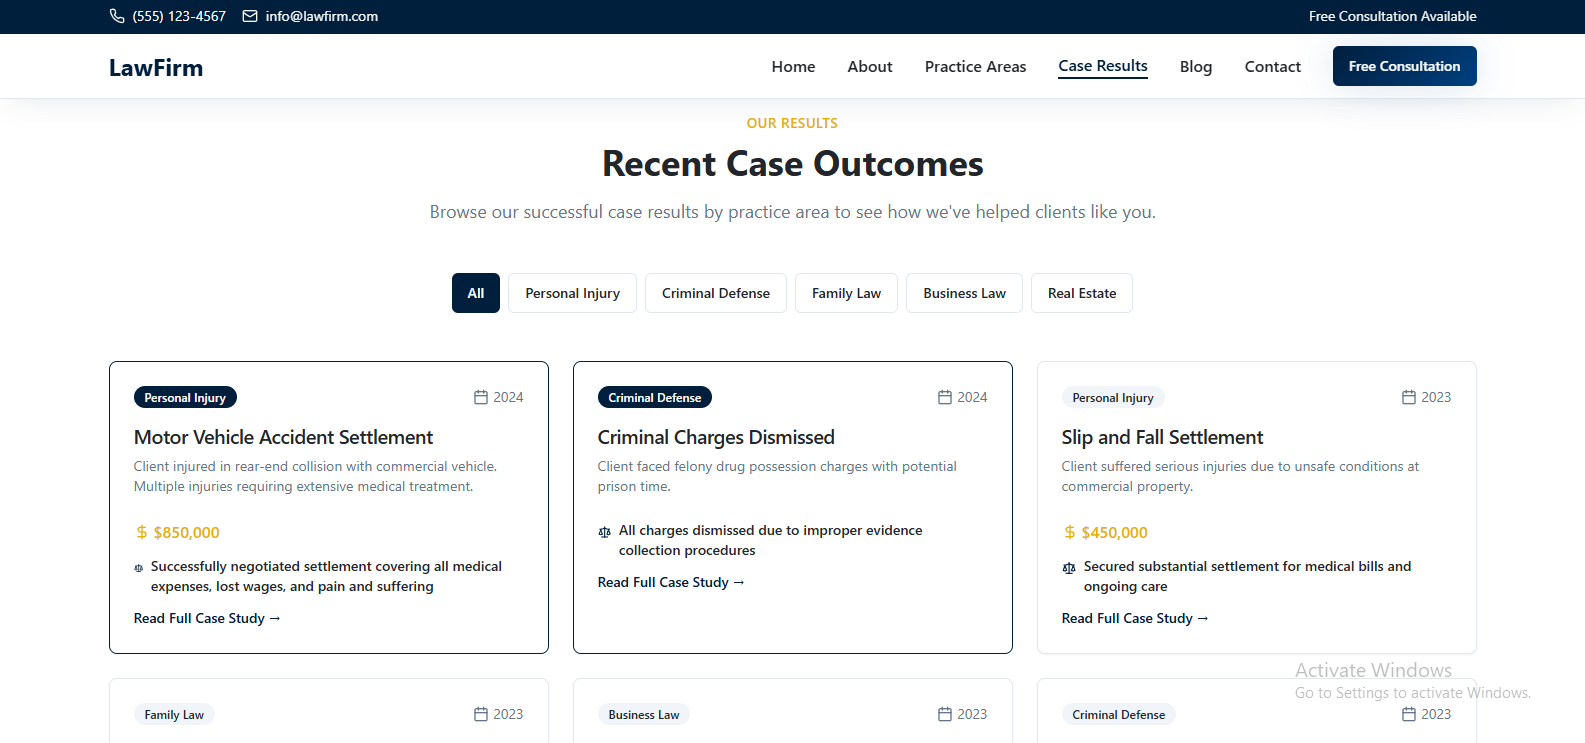 (555) 123-4567 info@lawfirm.com Free Consultation Available
LawFirm Home About Practice Areas Case Results Blog Contact Free Consultation
OUR RESULTS
Recent Case Outcomes
Browse our successful case results by practice area to see how we've helped clients like you.
All Personal Injury Criminal Defense Family Law Business Law Real Estate
Personal Injury 2024
Motor Vehicle Accident Settlement
Client injured in rear-end collision with commercial vehicle.
Multiple injuries requiring extensive medical treatment.
$ $850,000
Successfully negotiated settlement covering all medical
expenses, lost wages, and pain and suffering
Read Full Case Study →
Criminal Defense 2024
Criminal Charges Dismissed
Client faced felony drug possession charges with potential
prison time.
All charges dismissed due to improper evidence
collection procedures
Read Full Case Study →
Personal Injury 2023
Slip and Fall Settlement
Client suffered serious injuries due to unsafe conditions at
commercial property.
$ $450,000
Secured substantial settlement for medical bills and
ongoing care
Read Full Case Study →
Family Law 2023
Business Law 2023
Criminal Defense 2023
Activate Windows
Go to Settings to activate Windows.